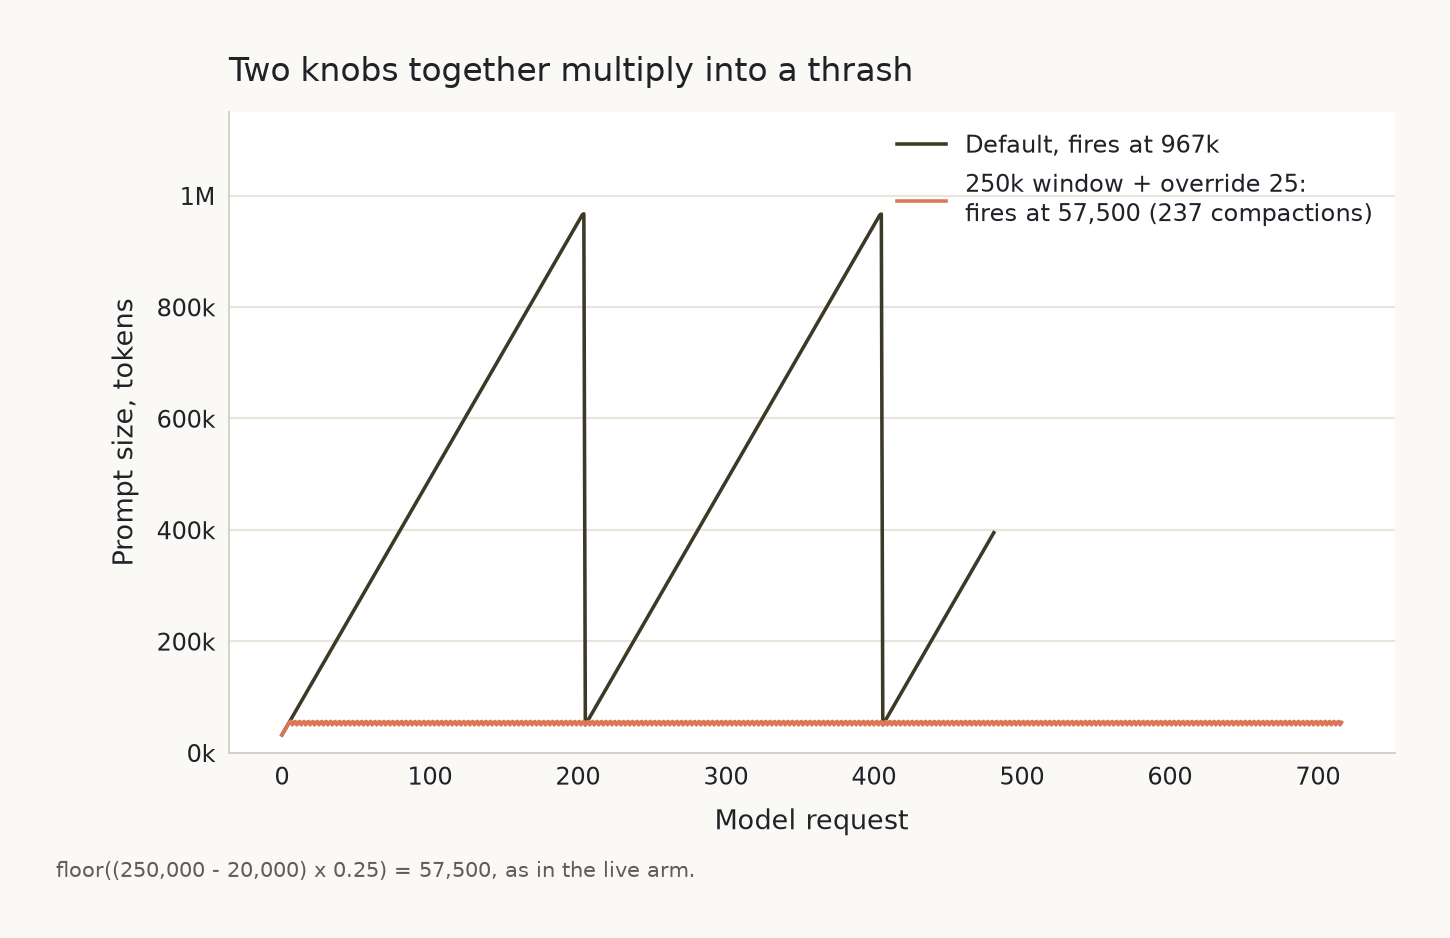 Two knobs together multiply into a thrash
Default, fires at 967k
250k window + override 25:
fires at 57,500 (237 compactions)
Prompt size, tokens
1M
800k
600k
400k
200k
0k
0 100 200 300 400 500 600 700
Model request
floor((250,000 - 20,000) x 0.25) = 57,500, as in the live arm.